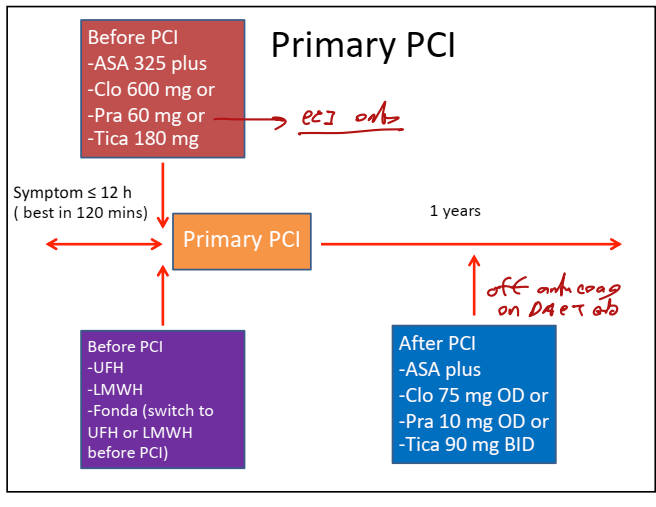 Primary PCI
Before PCI
-ASA 325 plus
-Clo 600 mg or
-Pra 60 mg or
-Tica 180 mg
PCI only
Symptom ≤ 12 h
( best in 120 mins)
Primary PCI
1 years
off anti coag
on DAPT
Before PCI
-UFH
-LMWH
-Fonda (switch to
UFH or LMWH
before PCI)
After PCI
-ASA plus
-Clo 75 mg OD or
-Pra 10 mg OD or
-Tica 90 mg BID